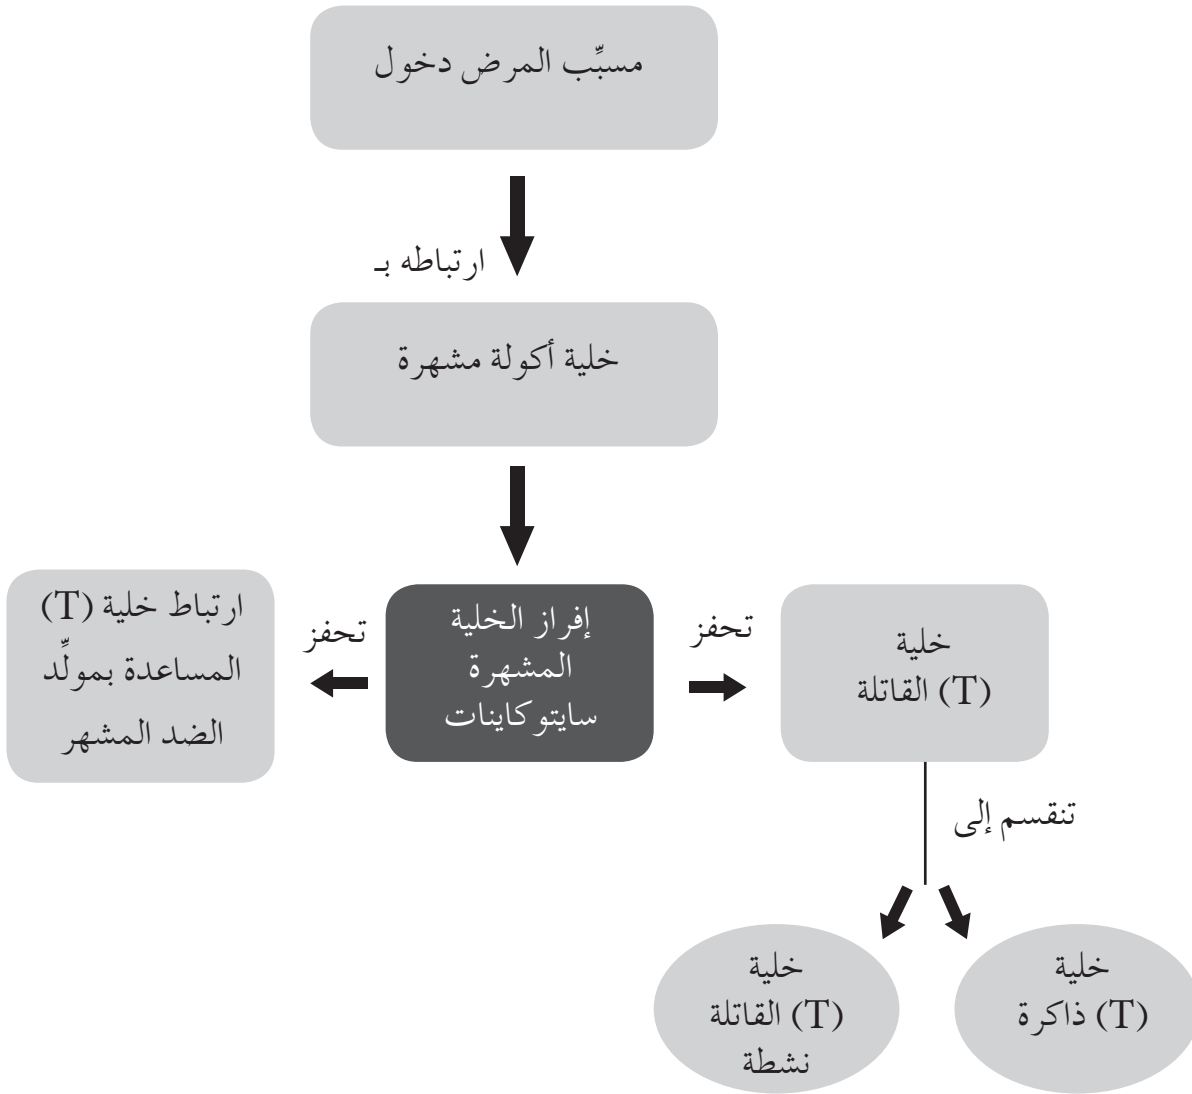 مسبِّب المرض دخول
ارتباطه بـ
خلية أكولة مشهرة
خلية
(T) القاتلة
تحفز
إفراز الخلية
المشهرة
سايتوكاينات
تحفز
ارتباط خلية (T)
المساعدة بمولِّد
الضد المشهر
تنقسم إلى
خلية
(T) ذاكرة
خلية
(T) القاتلة
نشطة